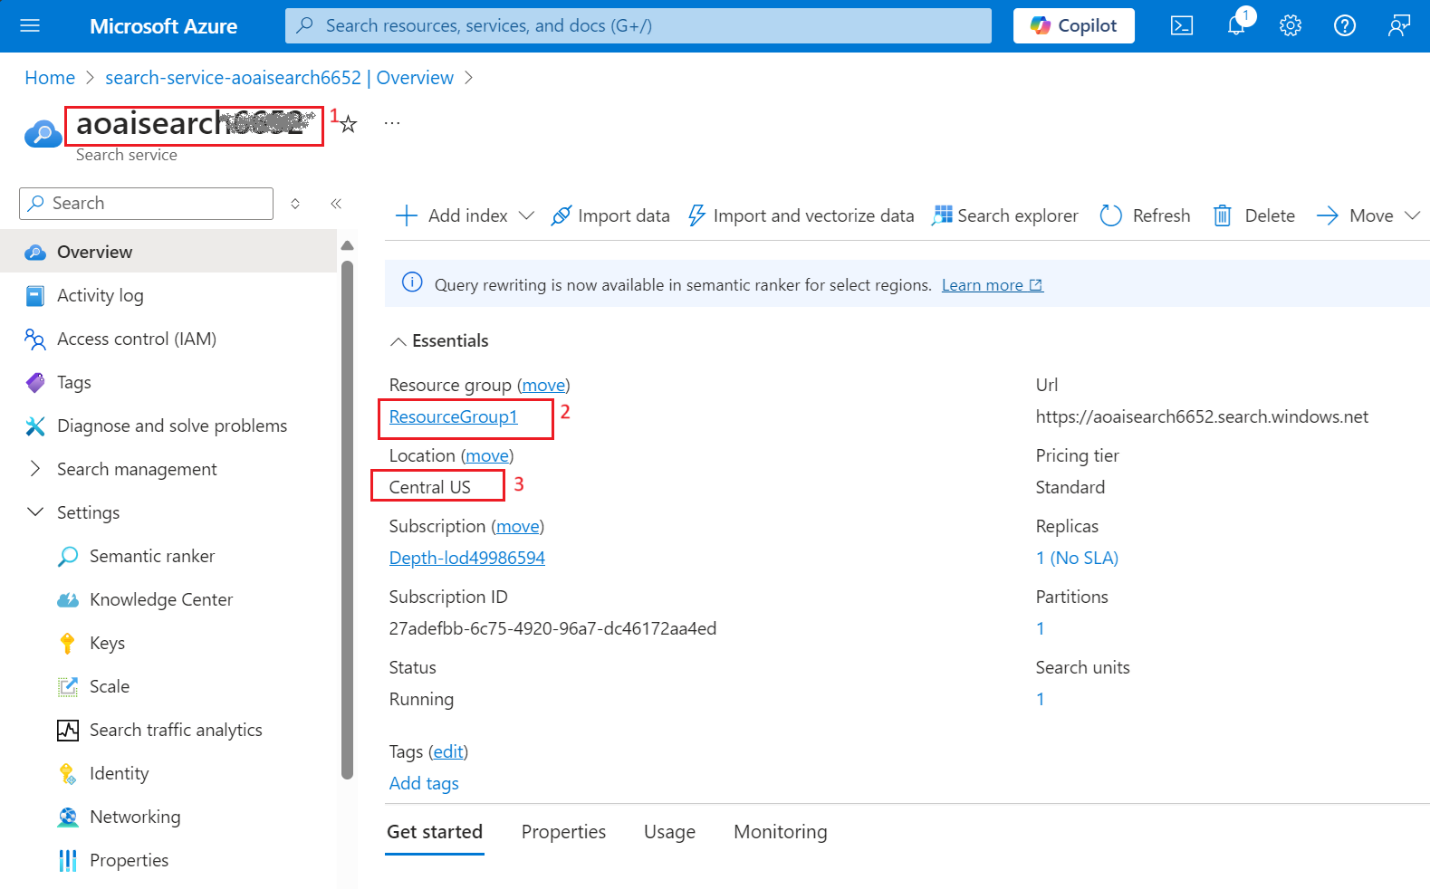 Microsoft Azure
Search resources, services, and docs (G+/)
Copilot
1
Home > search-service-aoaisearch6652 | Overview >
aoaisearch6652 1
...
Search service
Search
Add index
Import data
Import and vectorize data
Search explorer
Refresh
Delete
Move
Overview
Activity log
Access control (IAM)
Tags
Diagnose and solve problems
Search management
Settings
Semantic ranker
Knowledge Center
Keys
Scale
Search traffic analytics
Identity
Networking
Properties
Query rewriting is now available in semantic ranker for select regions. Learn more
Essentials
Resource group (move)
ResourceGroup1 2
Location (move)
Central US 3
Subscription (move)
Depth-lod49986594
Subscription ID
27adefbb-6c75-4920-96a7-dc46172aa4ed
Status
Running
Tags (edit)
Add tags
Url
https://aoaisearch6652.search.windows.net
Pricing tier
Standard
Replicas
1 (No SLA)
Partitions
1
Search units
1
Get started
Properties
Usage
Monitoring